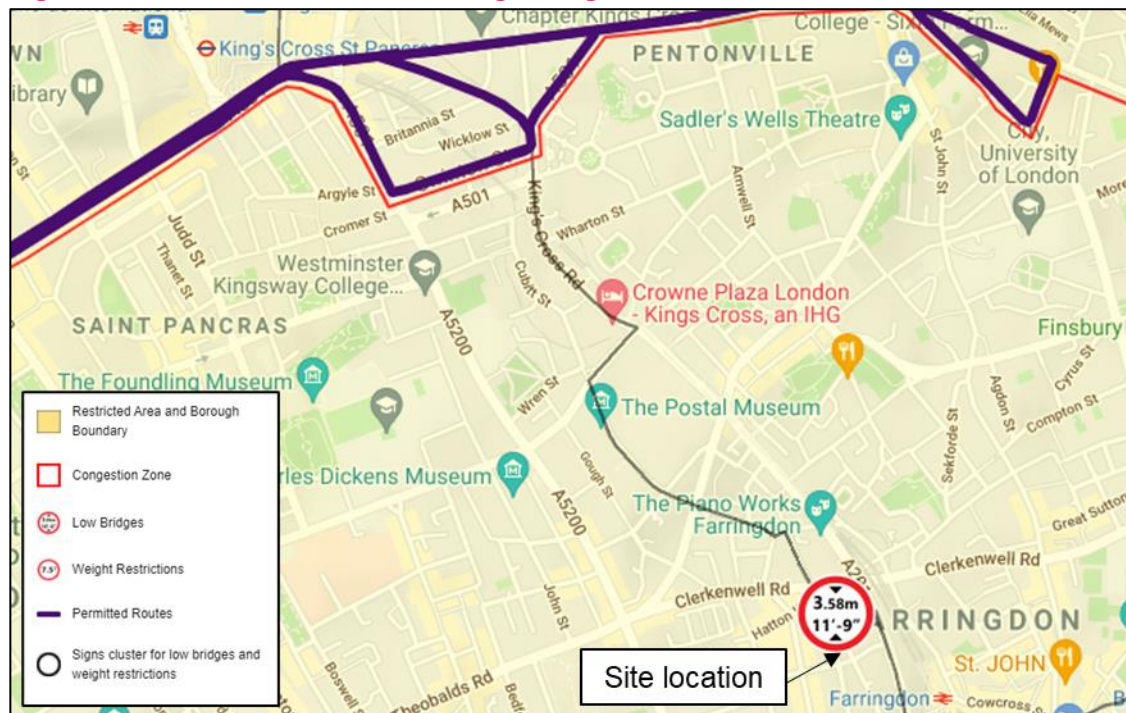 Chapter Kings Cross
College - Sixth Form
King's Cross St Pancras
PENTONVILLE
Sadler's Wells Theatre
City,
University
of London
St John St
Britannia St
Wicklow St
Argyle St
A501
Cromer St
Judd St
Thanet St
King's Cross Rd
Wharton St
Amwell St
Westminster
Kingsway College...
Cubitt St
Crowne Plaza London
- Kings Cross, an IHG
SAINT PANCRAS
A5200
Finsbury
Cyrus St
Agdon St
Compton St
The Foundling Museum
Wren St
The Postal Museum
Sekforde St
Gough St
rles Dickens Museum
A5200
The Piano Works
Farringdon
Great Sutton
Clerkenwell Rd
Clerkenwell Rd
John St
Hatton
3.58m
11'-9"
ARRINGDON
Site location
St. JOHN
Theobalds Rd
Boswell S
Farringdon
Cowcross S
Restricted Area and Borough
Boundary
Congestion Zone
Low Bridges
7.5
Weight Restrictions
Permitted Routes
Signs cluster for low bridges and
weight restrictions